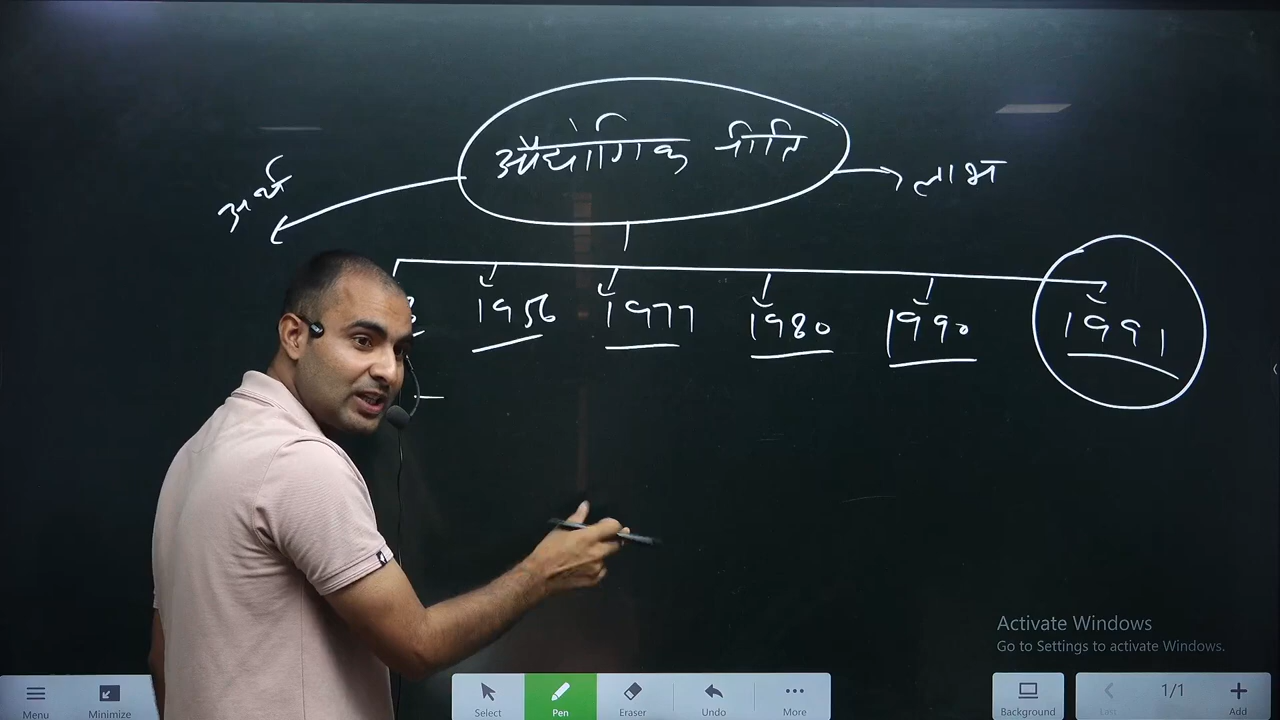 औद्योगिक नीति
लाभ
अर्थ
1956 1977 1980 1990 1991
Activate Windows
Go to Settings to activate Windows.
Menu Minimize Select Pen Eraser Undo More Background 1/1 Add